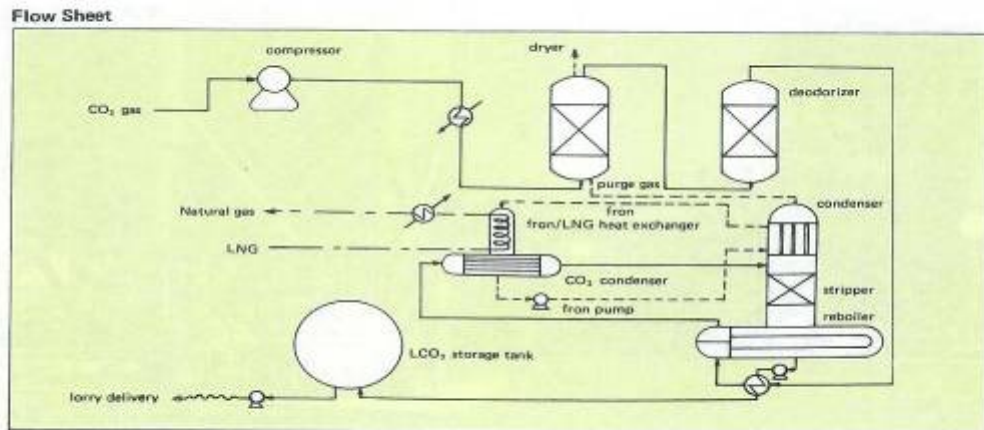 Flow Sheet
compressor
dryer
deodorizer
CO₂ gas
purge gas
condenser
Natural gas
fron
fron/LNG heat exchanger
LNG
CO₂ condenser
stripper
fron pump
reboiler
LCO₂ storage tank
lorry delivery